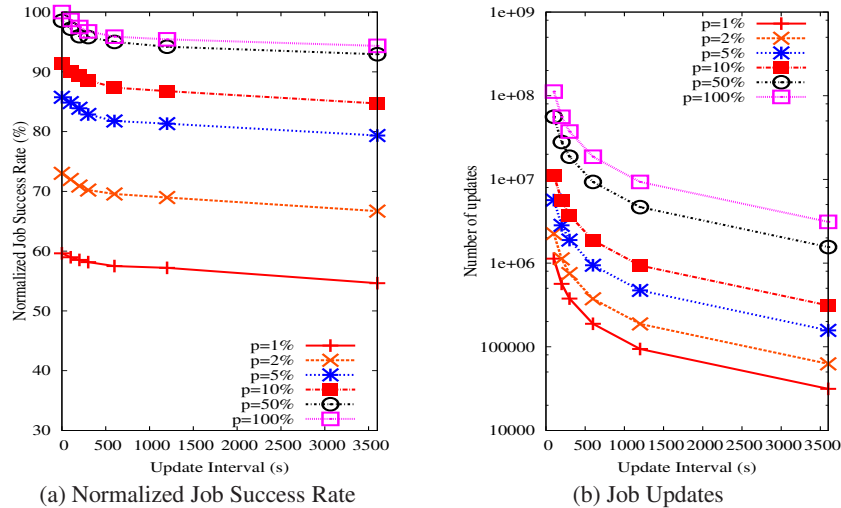 Normalized Job Success Rate (%)
100
90
80
70
60
50
40
30
p=1%
p=2%
p=5%
p=10%
p=50%
p=100%
0 500 1000 1500 2000 2500 3000 3500
Update Interval (s)
(a) Normalized Job Success Rate
Number of updates
1e+09
1e+08
1e+07
1e+06
100000
10000
p=1%
p=2%
p=5%
p=10%
p=50%
p=100%
0 500 1000 1500 2000 2500 3000 3500
Update Interval (s)
(b) Job Updates